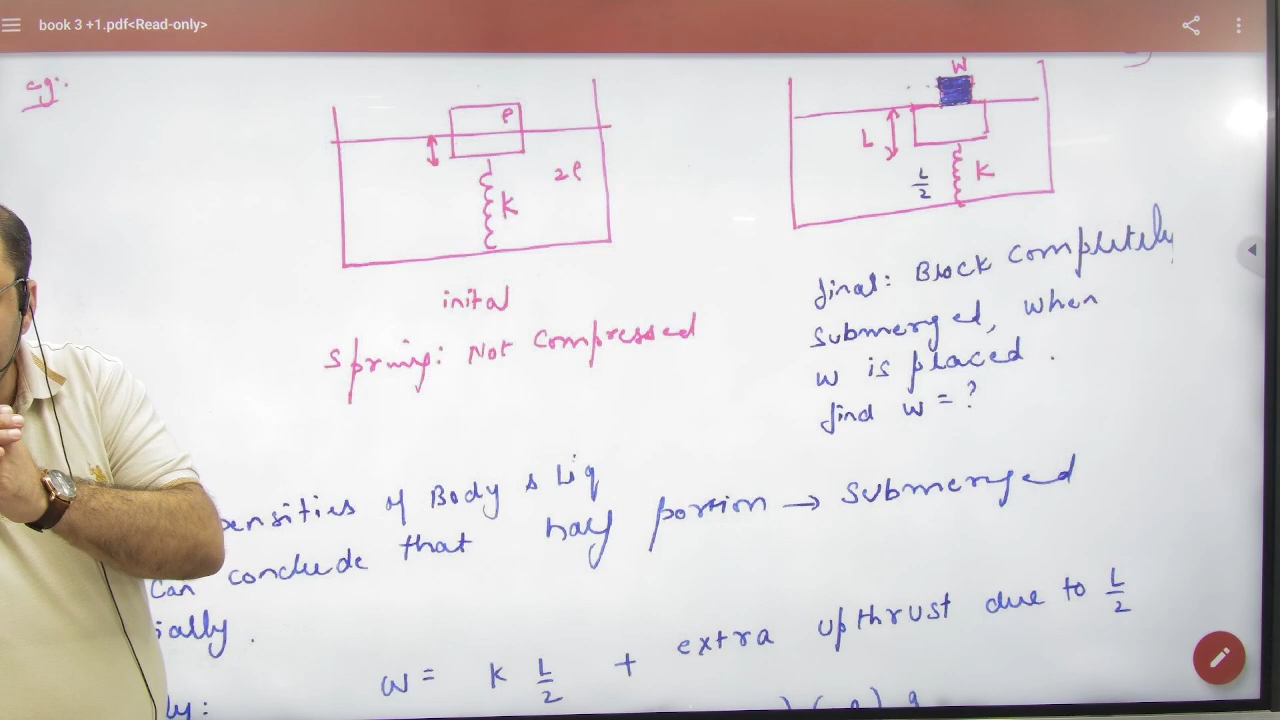 book 3 +1.pdf<Read-only>
eg:
ρ
2ρ
K
inital
Spring: Not compressed
W
L
L/2
K
final: Block completely
submerged, when
w is placed.
find w = ?
Densities of Body & Liq
can conclude that half portion → submerged
ially.
w = K L/2 + extra upthrust due to L/2
ly:
) ( ρ ) g